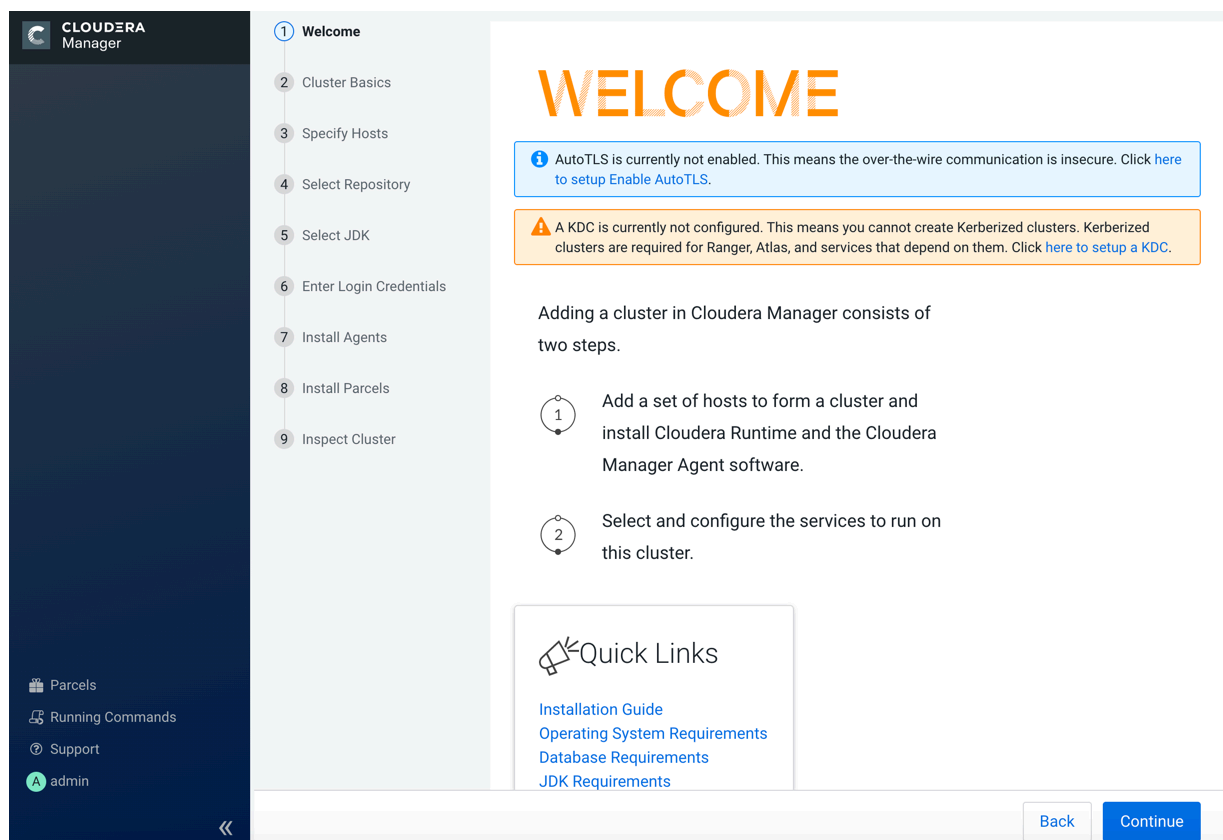 CLOUDΞRA
Manager
Parcels
Running Commands
Support
A admin
1 Welcome
2 Cluster Basics
3 Specify Hosts
4 Select Repository
5 Select JDK
6 Enter Login Credentials
7 Install Agents
8 Install Parcels
9 Inspect Cluster
WELCOME
AutoTLS is currently not enabled. This means the over-the-wire communication is insecure. Click here
to setup Enable AutoTLS.
A KDC is currently not configured. This means you cannot create Kerberized clusters. Kerberized
clusters are required for Ranger, Atlas, and services that depend on them. Click here to setup a KDC.
Adding a cluster in Cloudera Manager consists of
two steps.
1 Add a set of hosts to form a cluster and
install Cloudera Runtime and the Cloudera
Manager Agent software.
2 Select and configure the services to run on
this cluster.
Quick Links
Installation Guide
Operating System Requirements
Database Requirements
JDK Requirements
Back Continue